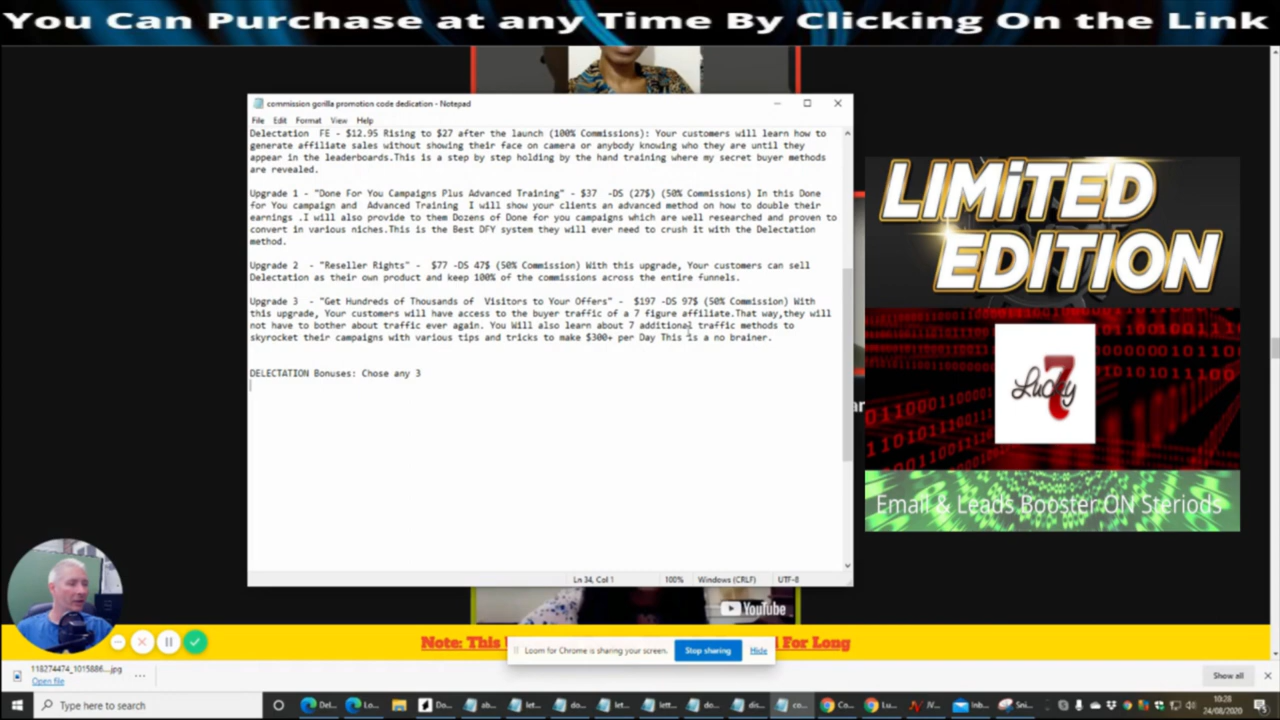 You Can Purchase at any Time By Clicking On the Link
commission gorilla promotion code dedication - Notepad
File Edit Format View Help
Delectation FE - $12.95 Rising to $27 after the launch (100% Commissions): Your customers will learn how to
generate affiliate sales without showing their face on camera or anybody knowing who they are until they
appear in the leaderboards.This is a step by step holding by the hand training where my secret buyer methods
are revealed.
Upgrade 1 - "Done For You Campaigns Plus Advanced Training" - $37 -DS (27$) (50% Commissions) In this Done
for You campaign and Advanced Training I will show your clients an advanced method on how to double their
earnings .I will also provide to them Dozens of Done for you campaigns which are well researched and proven to
convert in various niches.This is the Best DFY system they will ever need to crush it with the Delectation
method.
Upgrade 2 - "Reseller Rights" - $77 -DS 47$ (50% Commission) With this upgrade, Your customers can sell
Delectation as their own product and keep 100% of the commissions across the entire funnels.
Upgrade 3 - "Get Hundreds of Thousands of Visitors to Your Offers" - $197 -DS 97$ (50% Commission) With
this upgrade, Your customers will have access to the buyer traffic of a 7 figure affiliate.That way,they will
not have to bother about traffic ever again. You Will also learn about 7 additional traffic methods to
skyrocket their campaigns with various tips and tricks to make $300+ per Day This is a no brainer.
DELECTATION Bonuses: Chose any 3
Ln 34, Col 1 100% Windows (CRLF) UTF-8
LiMiTED
EDITION
Lucky 7
Email & Leads Booster ON Steriods
YouTube
Note: This
For Long
Loom for Chrome is sharing your screen. Stop sharing Hide
118274474_1015886....jpg
Open file
Show all
Type here to search
10:28
24/08/2020